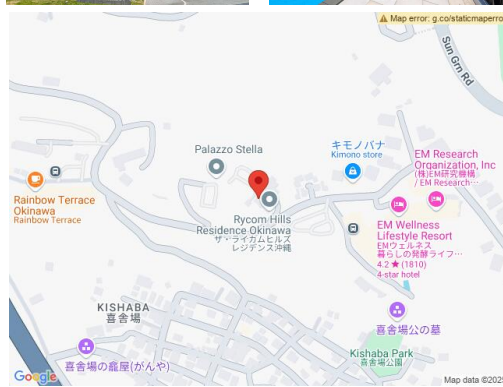 Map error: g.co/staticmaperro
Sun Grn Rd
Palazzo Stella
キモノバナ
Kimono store
EM Research
Organization, Inc
(株)EM研究機構
/ EM Research…
Rainbow Terrace
Okinawa
Rainbow Terrace
Rycom Hills
Residence Okinawa
ザ・ライカムヒルズ
レジデンス沖縄
EM Wellness
Lifestyle Resort
EMウェルネス
暮らしの発酵ライフ…
4.2★(1810)
4-star hotel
KISHABA
喜舎場
喜舎場公の墓
Kishaba Park
喜舎場公園
喜舎場の龕屋(がんや)
Google
Map data ©202